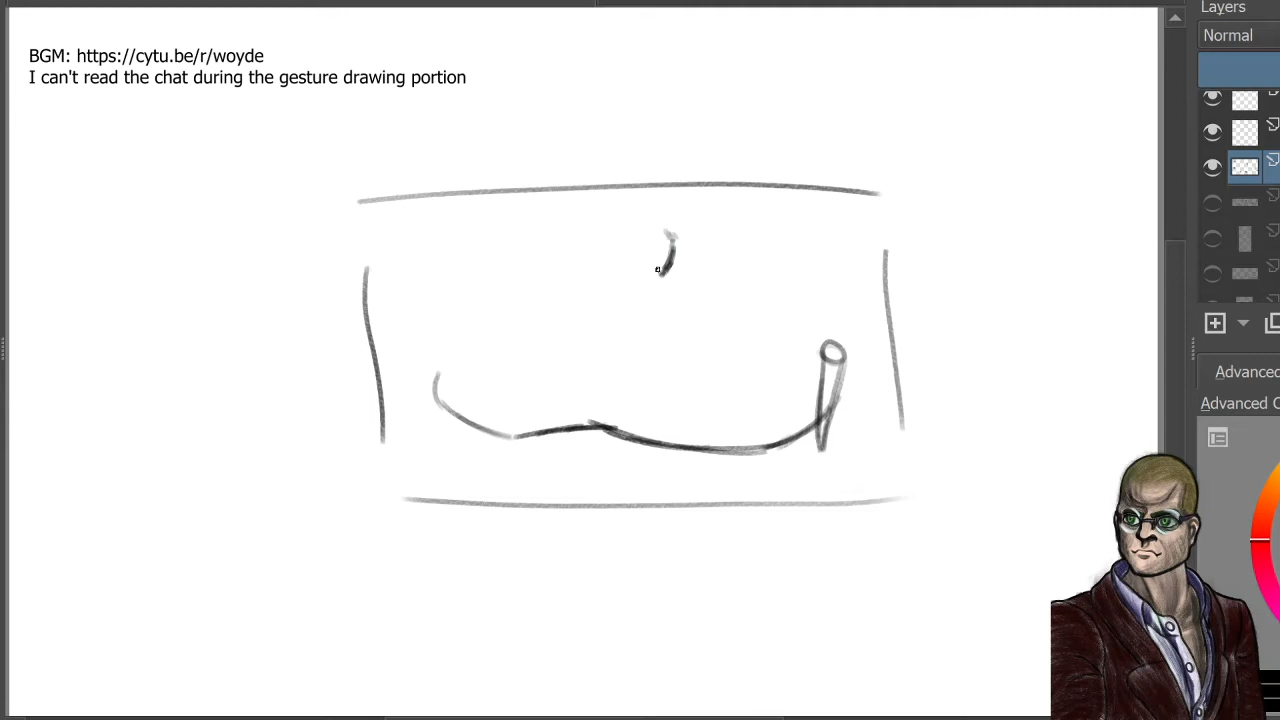 Layers
Normal
BGM: https://cytu.be/r/woyde
I can't read the chat during the gesture drawing portion
Advanced
Advanced C